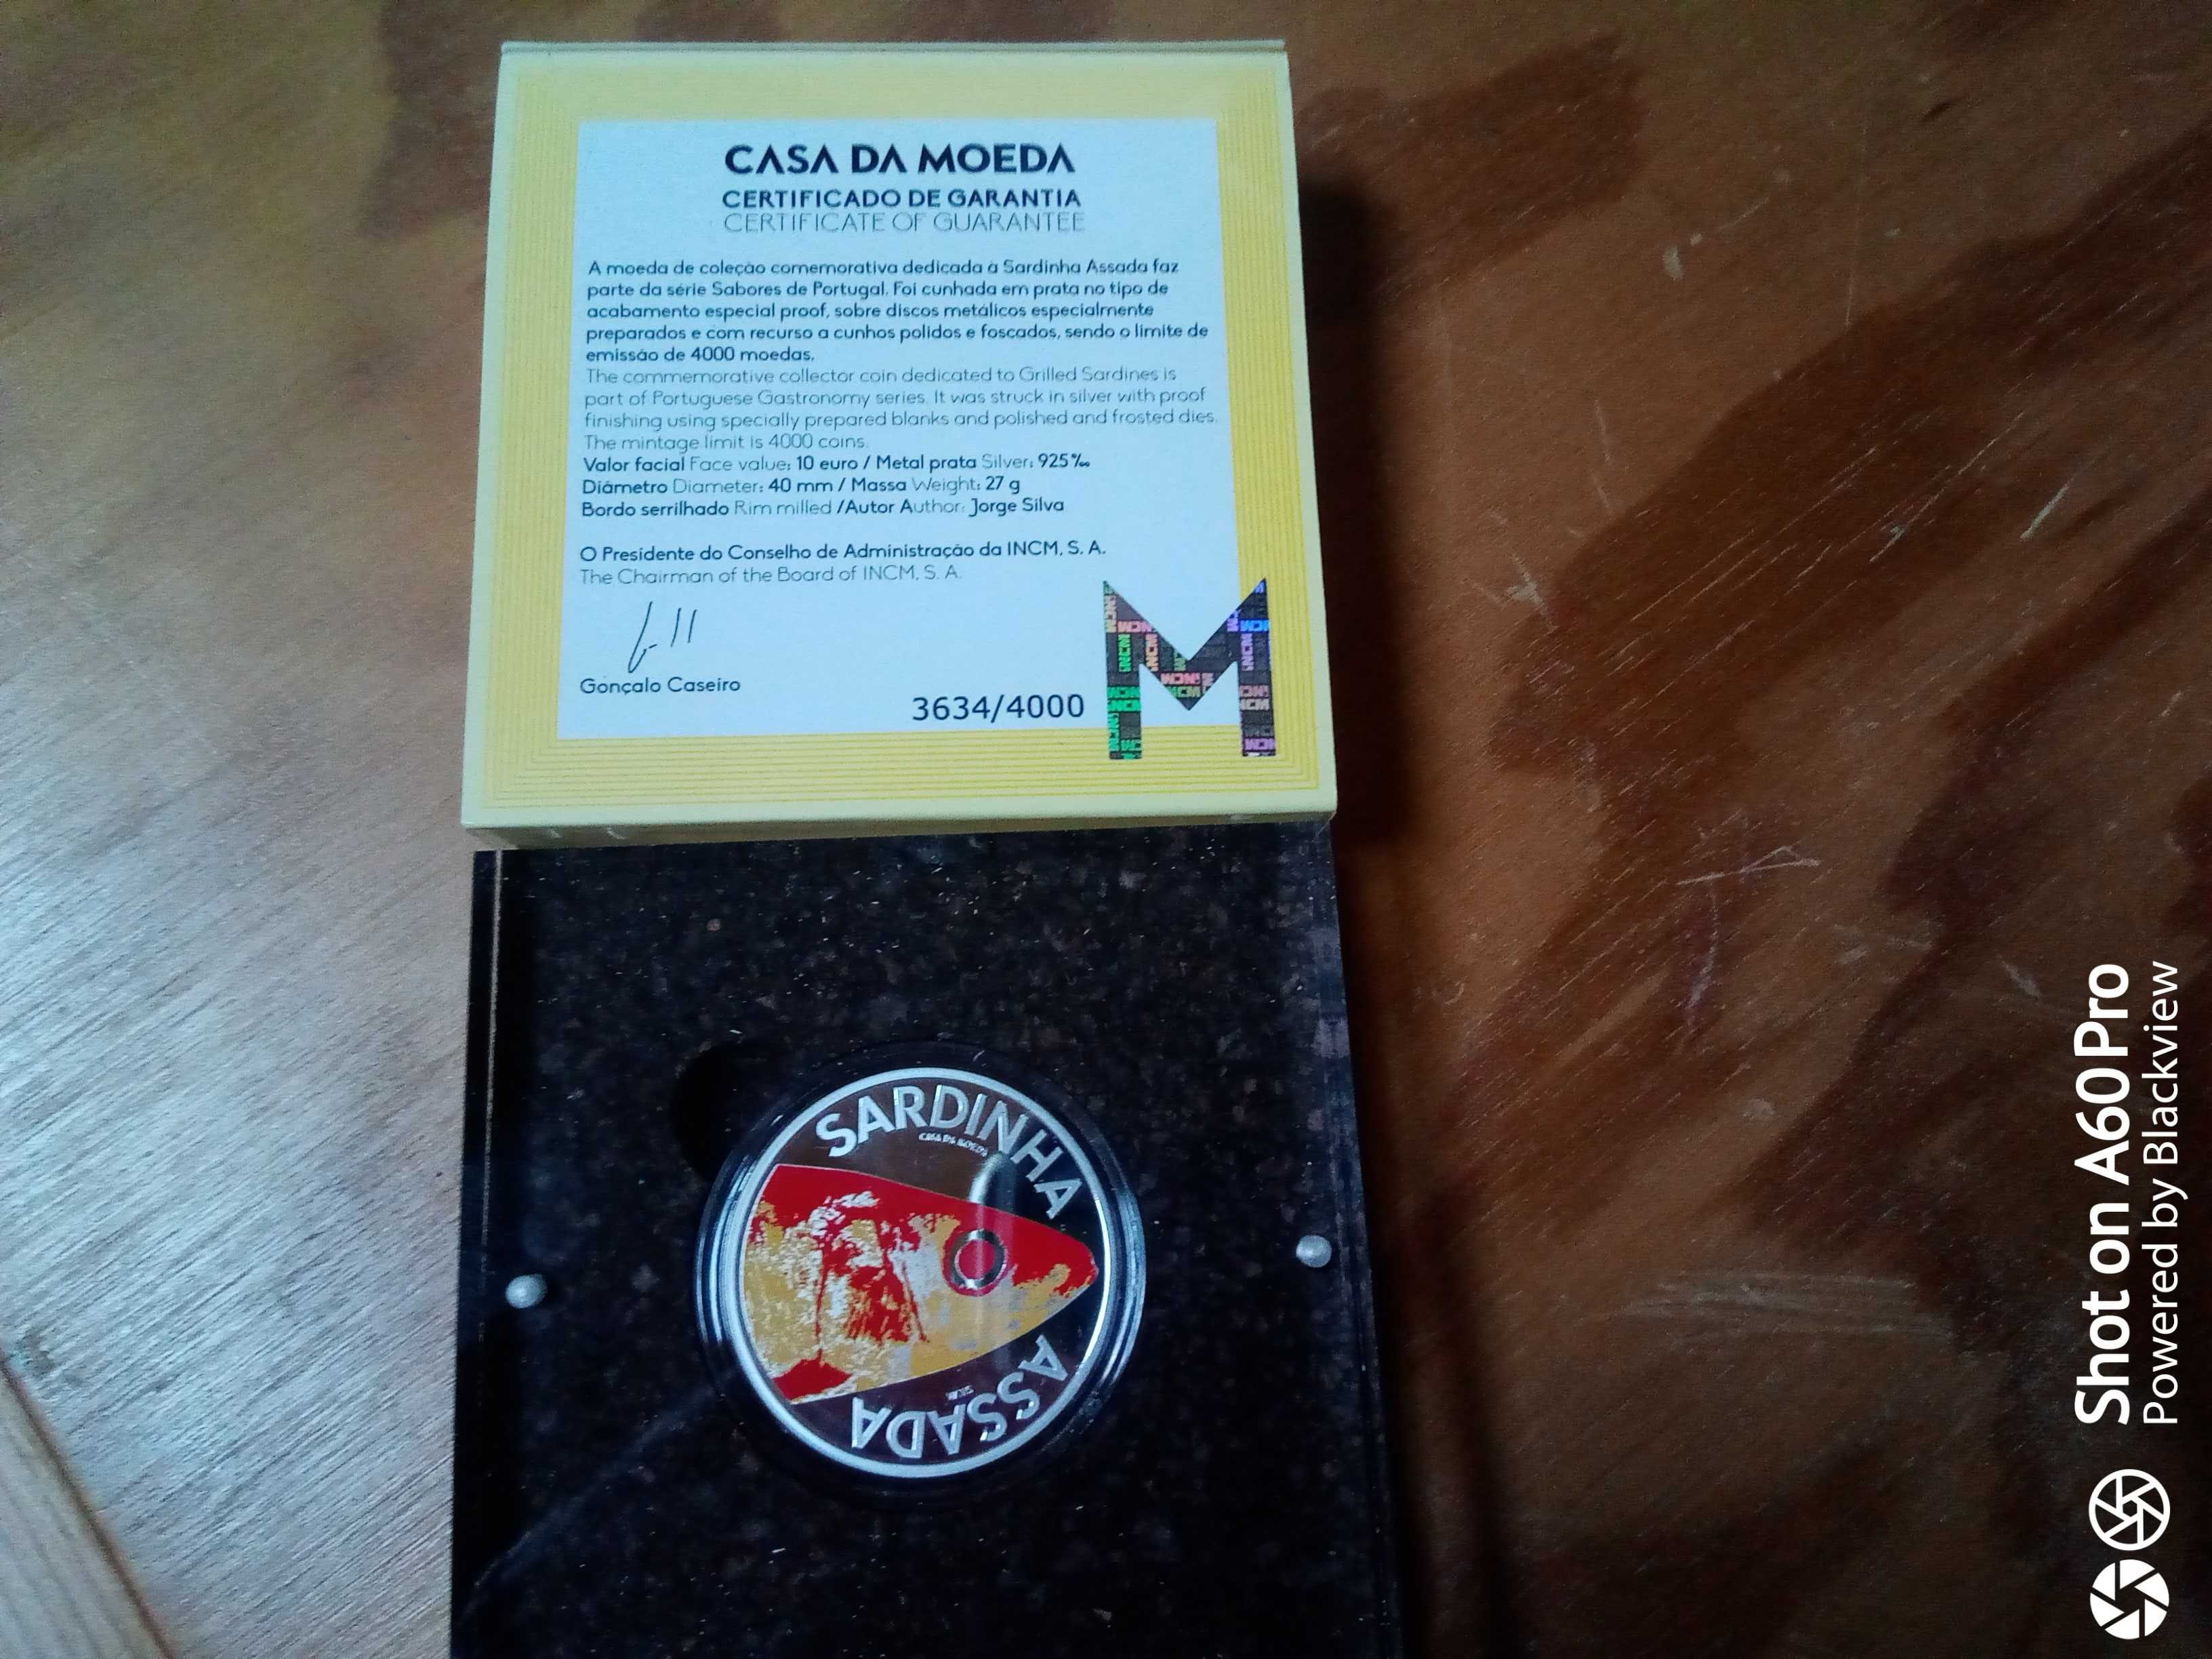 CASA DA MOEDA
CERTIFICADO DE GARANTIA
CERTIFICATE OF GUARANTEE
A moeda de coleção comemorativa dedicada à Sardinha Assada faz
parte da série Sabores de Portugal. Foi cunhada em prata no tipo de
acabamento especial proof, sobre discos metálicos especialmente
preparados e com recurso a cunhos polidos e foscados, sendo o limite de
emissão de 4000 moedas.
The commemorative collector coin dedicated to Grilled Sardines is
part of Portuguese Gastronomy series. It was struck in silver with proof
finishing using specially prepared blanks and polished and frosted dies.
The mintage limit is 4000 coins.
Valor facial Face value: 10 euro / Metal prata Silver: 925‰
Diâmetro Diameter: 40 mm / Massa Weight: 27 g
Bordo serrilhado Rim milled /Autor Author: Jorge Silva
O Presidente do Conselho de Administração da INCM, S. A.
The Chairman of the Board of INCM, S. A.
Gonçalo Caseiro
3634/4000
M
SARDINHA
CASA DA MOEDA
ASSADA
Shot on A60Pro
Powered by Blackview